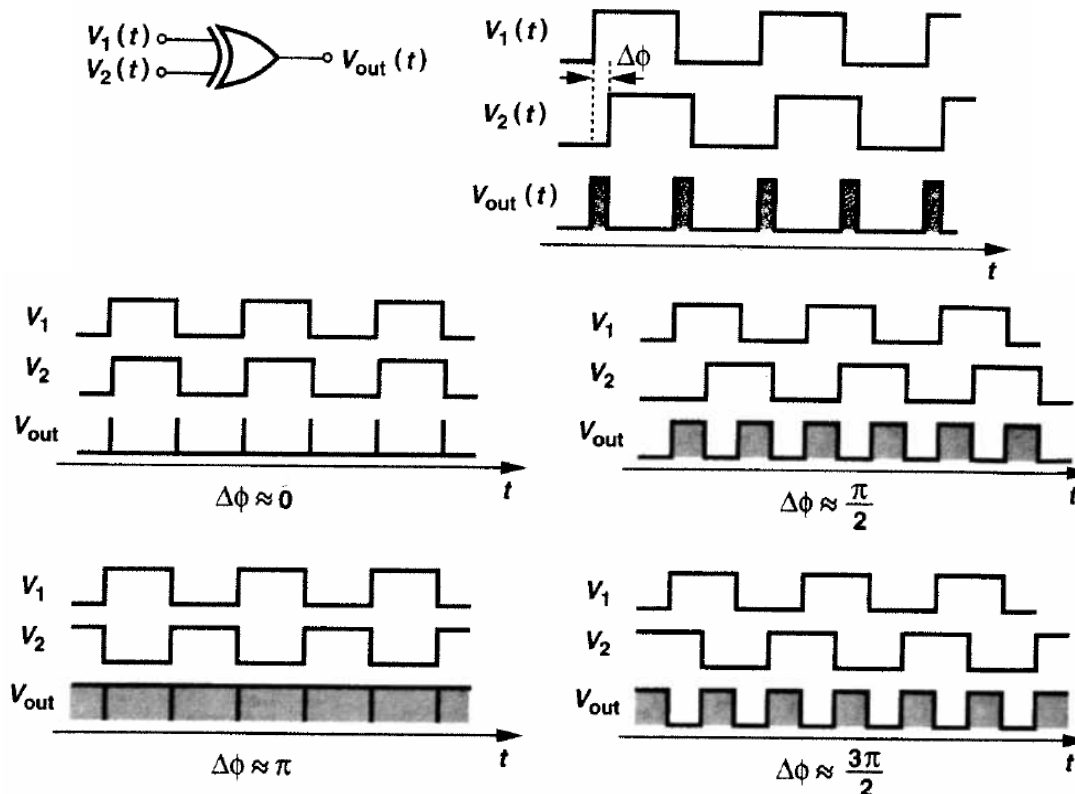 V₁(t)
V₂(t)
Vout(t)
V₁(t)
Δϕ
V₂(t)
Vout(t)
t
V₁
V₂
Vout
t
Δϕ ≈ 0
V₁
V₂
Vout
t
Δϕ ≈ π/2
V₁
V₂
Vout
t
Δϕ ≈ π
V₁
V₂
Vout
t
Δϕ ≈ 3π/2